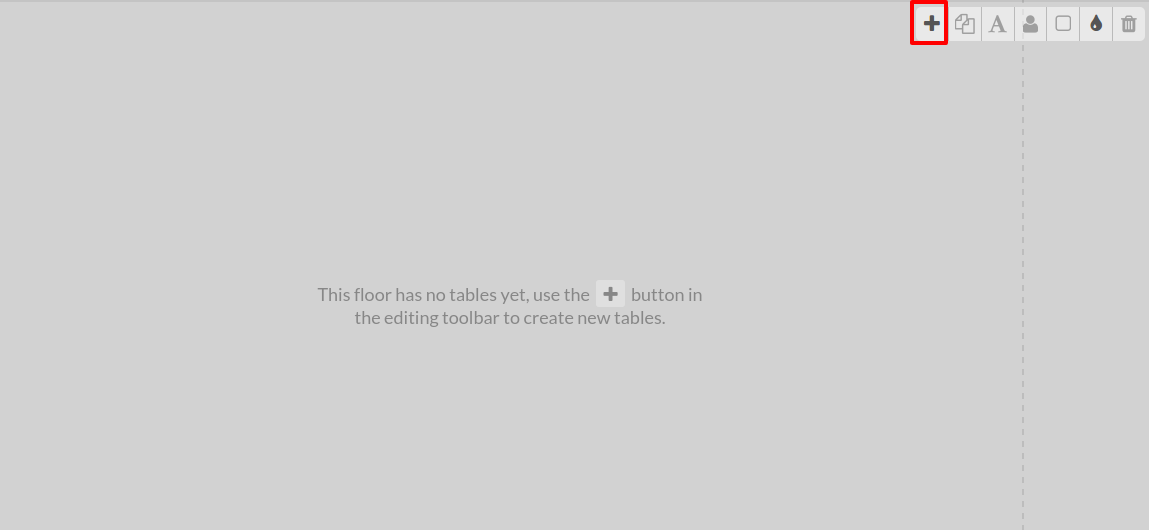 This floor has no tables yet, use the + button in
the editing toolbar to create new tables.